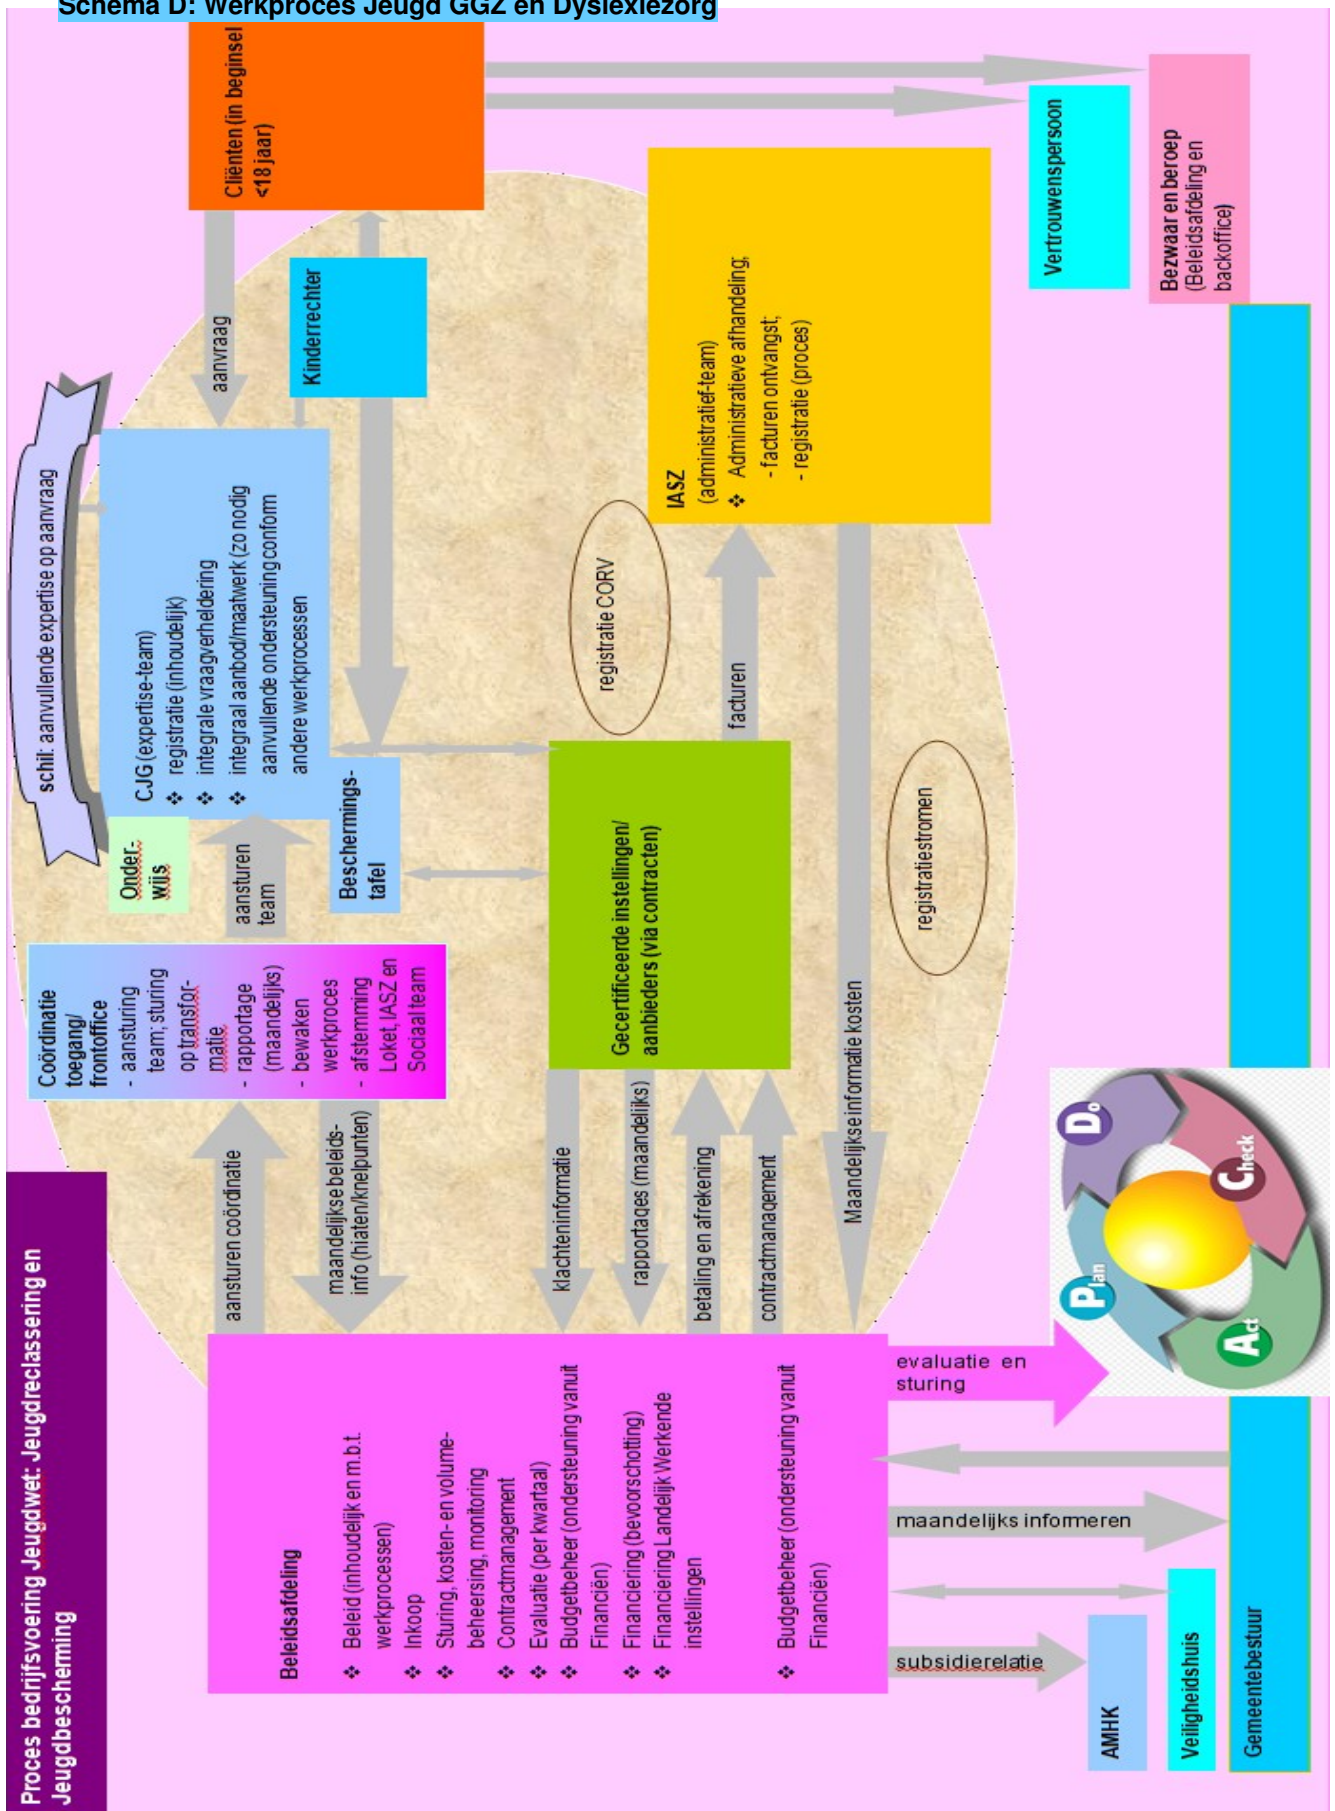 Schema D: Werkproces Jeugd GGZ en Dyslexiezorg
Proces bedrijfsvoering Jeugdwet: Jeugdreclassering en
Jeugdbescherming
Beleidsafdeling
❖ Beleid (inhoudelijk en m.b.t.
werkprocessen)
❖ Inkoop
❖ Sturing, kosten- en volume-
beheersing, monitoring
❖ Contractmanagement
❖ Evaluatie (per kwartaal)
❖ Budgetbeheer (ondersteuning vanuit
Financiën)
❖ Financiering (bevoorschotting)
❖ Financiering Landelijk Werkende
instellingen
❖ Budgetbeheer (ondersteuning vanuit
Financiën)
aansturen coördinatie
maandelijkse beleids-
info (hiaten/knelpunten)
klachteninformatie
rapportages (maandelijks)
betaling en afrekening
contractmanagement
Maandelijkse informatie kosten
Coördinatie
toegang/
frontoffice
- aansturing
team; sturing
op transfor-
matie
- rapportage
(maandelijks)
- bewaken
werkproces
- afstemming
Loket, IASZ en
Sociaal team
aansturen
team
Onder-
wijs
schil: aanvullende expertise op aanvraag
CJG (expertise-team)
❖ registratie (inhoudelijk)
❖ integrale vraagverheldering
❖ integraal aanbod/maatwerk (zo nodig
aanvullende ondersteuning conform
andere werkprocessen
Beschermings-
tafel
aanvraag
Kinderrechter
Cliënten (in beginsel
<18 jaar)
Gecertificeerde instellingen/
aanbieders (via contracten)
registratie CORV
facturen
registratiestromen
IASZ
(administratief-team)
❖ Administratieve afhandeling;
- facturen ontvangst;
- registratie (proces)
Vertrouwenspersoon
Bezwaar en beroep
(Beleidsafdeling en
backoffice)
evaluatie en
sturing
maandelijks informeren
subsidierelatie
AMHK
Veiligheidshuis
Gemeentebestuur
Plan
Do
Check
Act